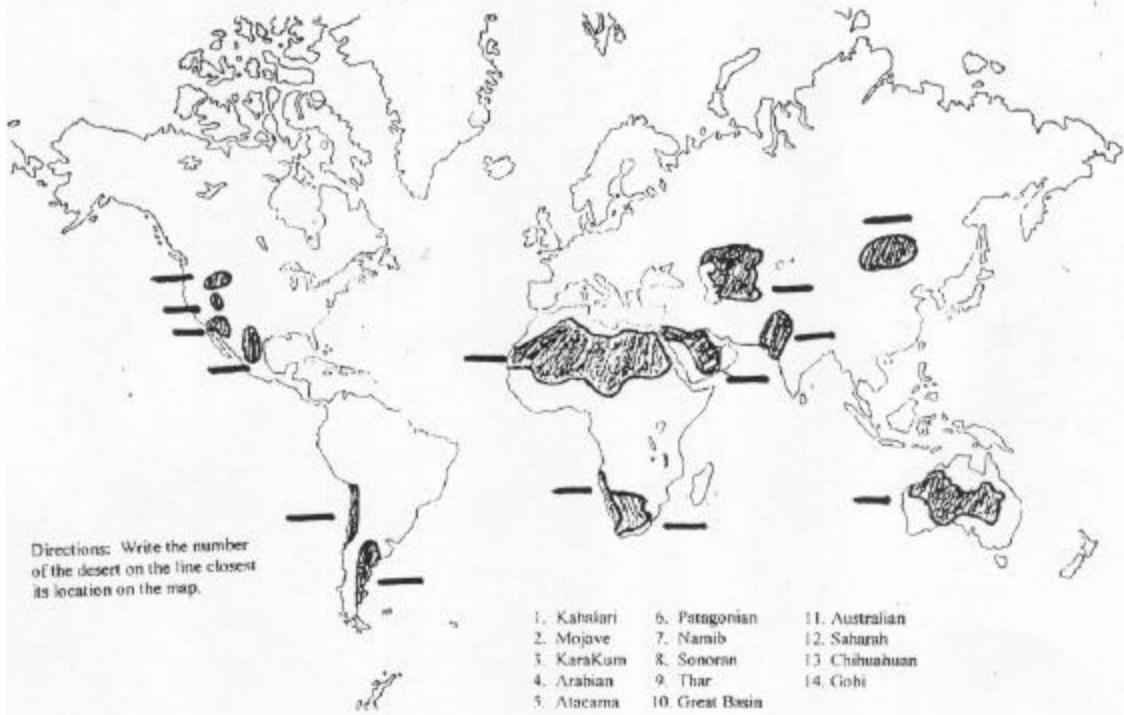 Directions: Write the number
of the desert on the line closest
its location on the map.
1. Kahalari
2. Mojave
3. KaraKum
4. Arabian
5. Atacama
6. Patagonian
7. Namib
8. Sonoran
9. Thar
10. Great Basin
11. Australian
12. Saharah
13 Chihuahuan
14. Gobi